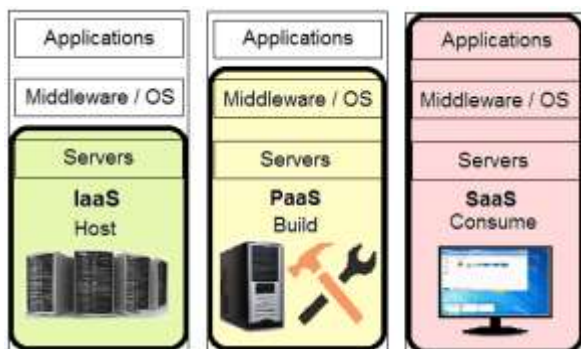 Applications
Middleware / OS
Servers
IaaS
Host
Applications
Middleware / OS
Servers
PaaS
Build
Applications
Middleware / OS
Servers
SaaS
Consume